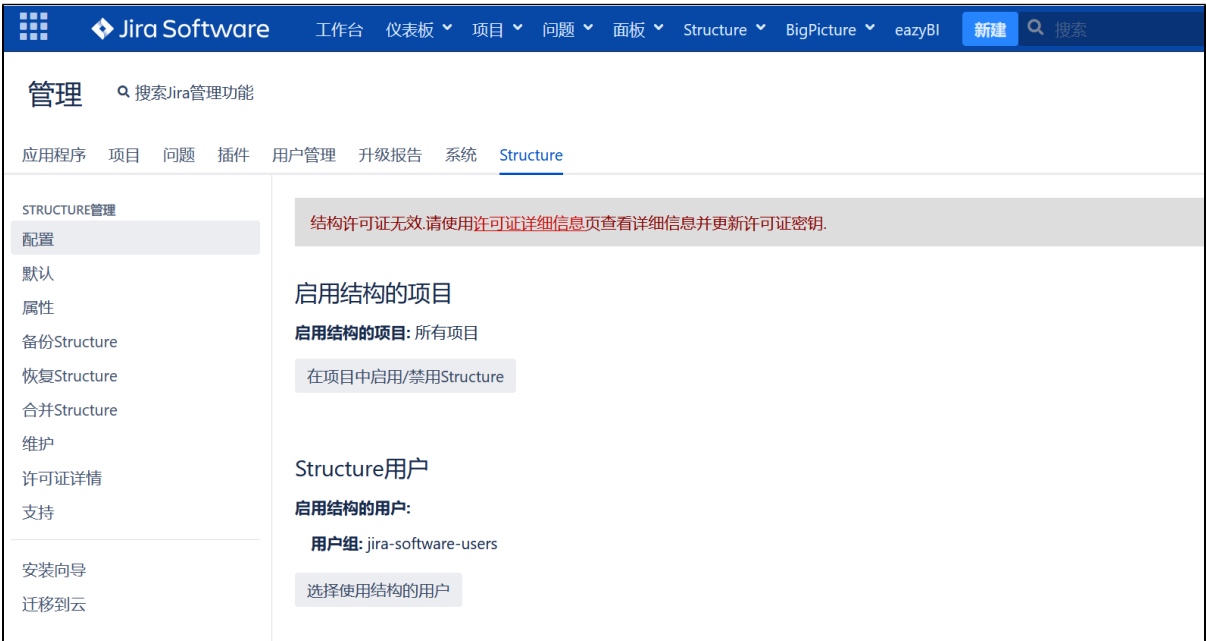 Jira Software 工作台 仪表板 项目 问题 面板 Structure BigPicture eazyBI 新建 搜索
管理 搜索Jira管理功能
应用程序 项目 问题 插件 用户管理 升级报告 系统 Structure
STRUCTURE管理
配置
默认
属性
备份Structure
恢复Structure
合并Structure
维护
许可证详情
支持
安装向导
迁移到云
结构许可证无效.请使用许可证详细信息页查看详细信息并更新许可证密钥.
启用结构的项目
启用结构的项目: 所有项目
在项目中启用/禁用Structure
Structure用户
启用结构的用户:
用户组: jira-software-users
选择使用结构的用户